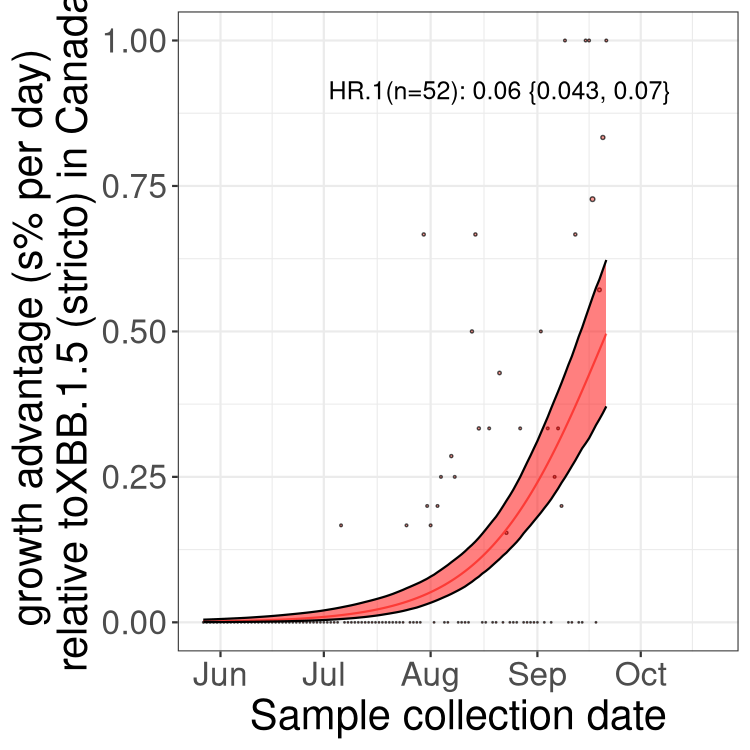 growth advantage (s% per day)
relative toXBB.1.5 (stricto) in Canada
1.00
0.75
0.50
0.25
0.00
HR.1(n=52): 0.06 {0.043, 0.07}
Jun Jul Aug Sep Oct
Sample collection date